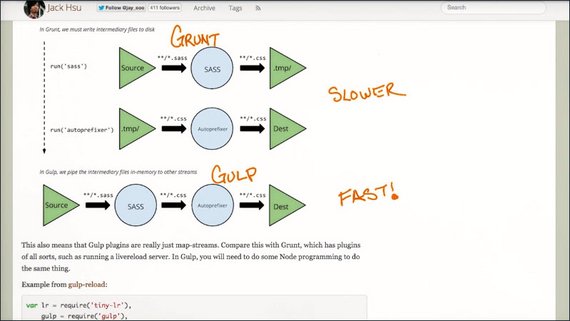 Jack Hsu
Follow @jay_soo
411 followers
Archive
Tags
Search
In Grunt, we must write intermediary files to disk
GRUNT
run('sass')
Source
**/*.sass
SASS
**/*.css
.tmp/
SLOWER
run('autoprefixer')
.tmp/
**/*.css
Autoprefixer
**/*.css
Dest
In Gulp, we pipe the intermediary files in-memory to other streams
GULP
Source
**/*.sass
SASS
**/*.css
Autoprefixer
**/*.css
Dest
FAST!
This also means that Gulp plugins are really just map-streams. Compare this with Grunt, which has plugins
of all sorts, such as running a livereload server. In Gulp, you will need to do some Node programming to do
the same thing.
Example from gulp-reload:
var lr = require('tiny-lr'),
gulp = require('gulp'),